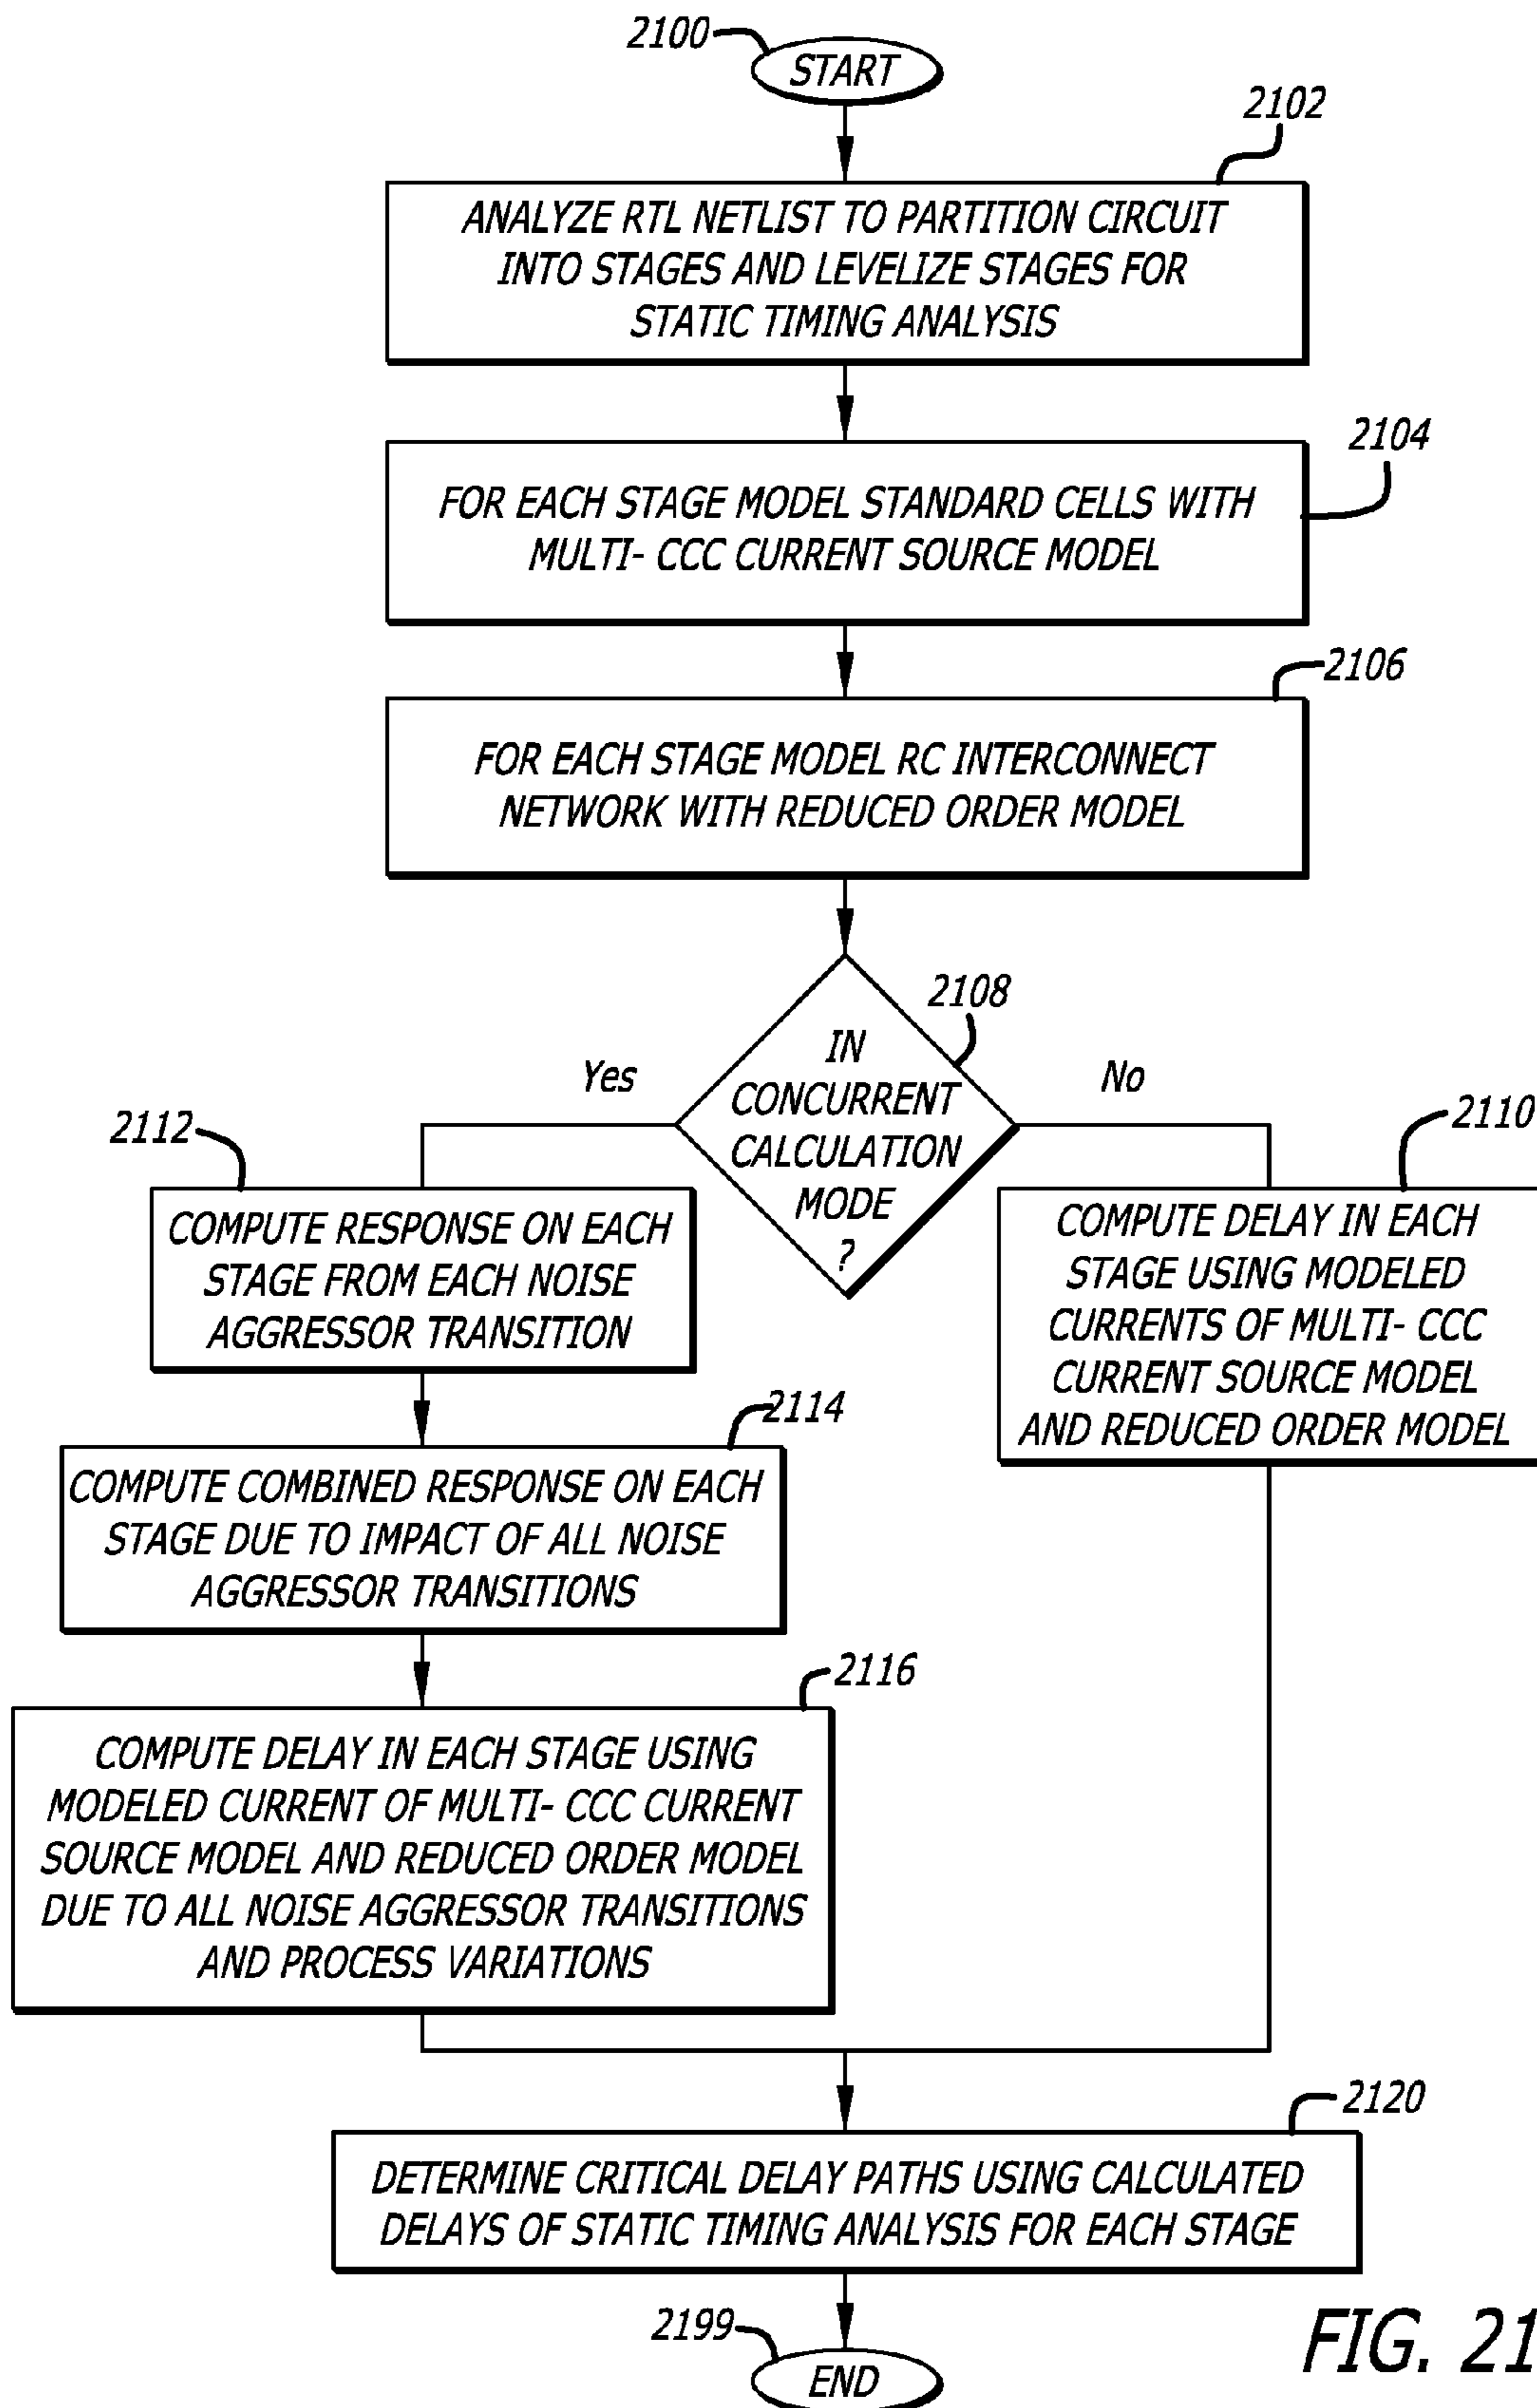 2100
START
2102
ANALYZE RTL NETLIST TO PARTITION CIRCUIT
INTO STAGES AND LEVELIZE STAGES FOR
STATIC TIMING ANALYSIS
2104
FOR EACH STAGE MODEL STANDARD CELLS WITH
MULTI- CCC CURRENT SOURCE MODEL
2106
FOR EACH STAGE MODEL RC INTERCONNECT
NETWORK WITH REDUCED ORDER MODEL
2108
IN
CONCURRENT
CALCULATION
MODE
?
Yes
No
2112
COMPUTE RESPONSE ON EACH
STAGE FROM EACH NOISE
AGGRESSOR TRANSITION
2110
COMPUTE DELAY IN EACH
STAGE USING MODELED
CURRENTS OF MULTI- CCC
CURRENT SOURCE MODEL
AND REDUCED ORDER MODEL
2114
COMPUTE COMBINED RESPONSE ON EACH
STAGE DUE TO IMPACT OF ALL NOISE
AGGRESSOR TRANSITIONS
2116
COMPUTE DELAY IN EACH STAGE USING
MODELED CURRENT OF MULTI- CCC CURRENT
SOURCE MODEL AND REDUCED ORDER MODEL
DUE TO ALL NOISE AGGRESSOR TRANSITIONS
AND PROCESS VARIATIONS
2120
DETERMINE CRITICAL DELAY PATHS USING CALCULATED
DELAYS OF STATIC TIMING ANALYSIS FOR EACH STAGE
2199
END
FIG. 21